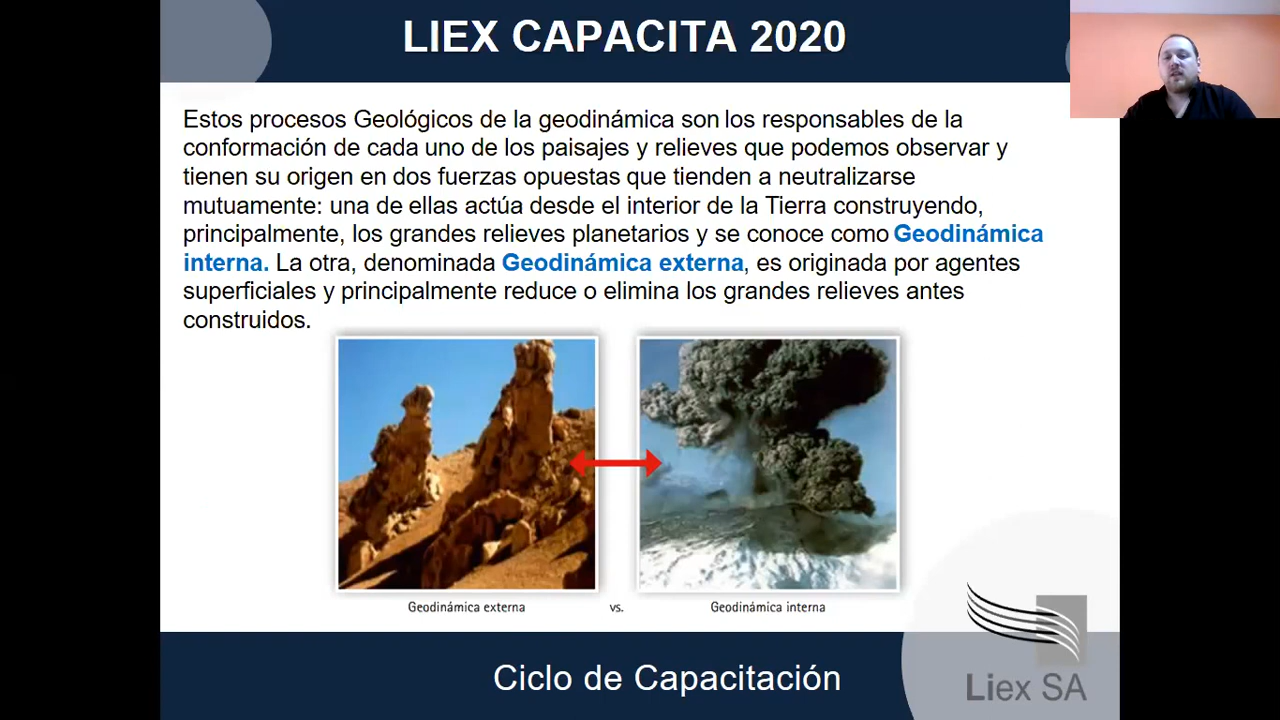 LIEX CAPACITA 2020
Estos procesos Geológicos de la geodinámica son los responsables de la
conformación de cada uno de los paisajes y relieves que podemos observar y
tienen su origen en dos fuerzas opuestas que tienden a neutralizarse
mutuamente: una de ellas actúa desde el interior de la Tierra construyendo,
principalmente, los grandes relieves planetarios y se conoce como Geodinámica
interna. La otra, denominada Geodinámica externa, es originada por agentes
superficiales y principalmente reduce o elimina los grandes relieves antes
construidos.
Geodinámica externa vs. Geodinámica interna
Ciclo de Capacitación
Liex SA